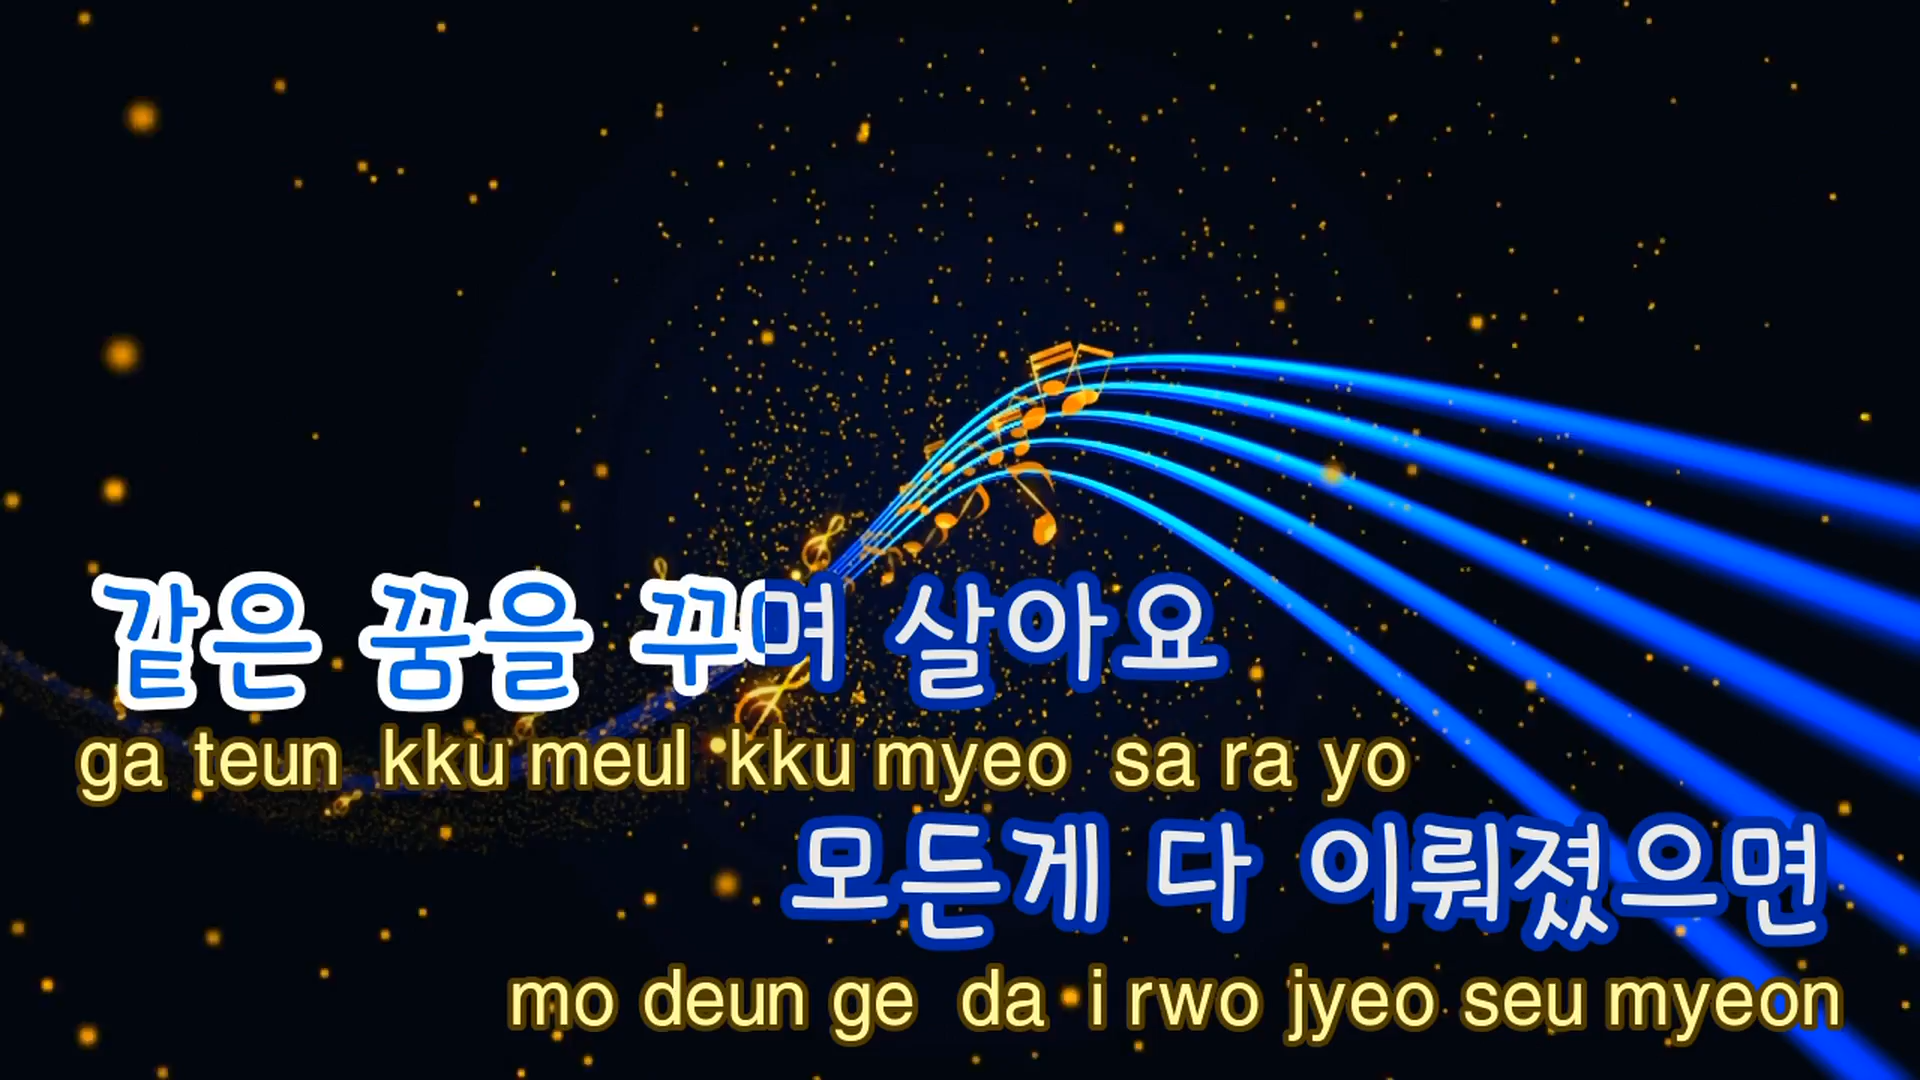 같은 꿈을 꾸며 살아요
ga teun kku meul kku myeo sa ra yo
모든게 다 이뤄졌으면
mo deun ge da i rwo jyeo seu myeon